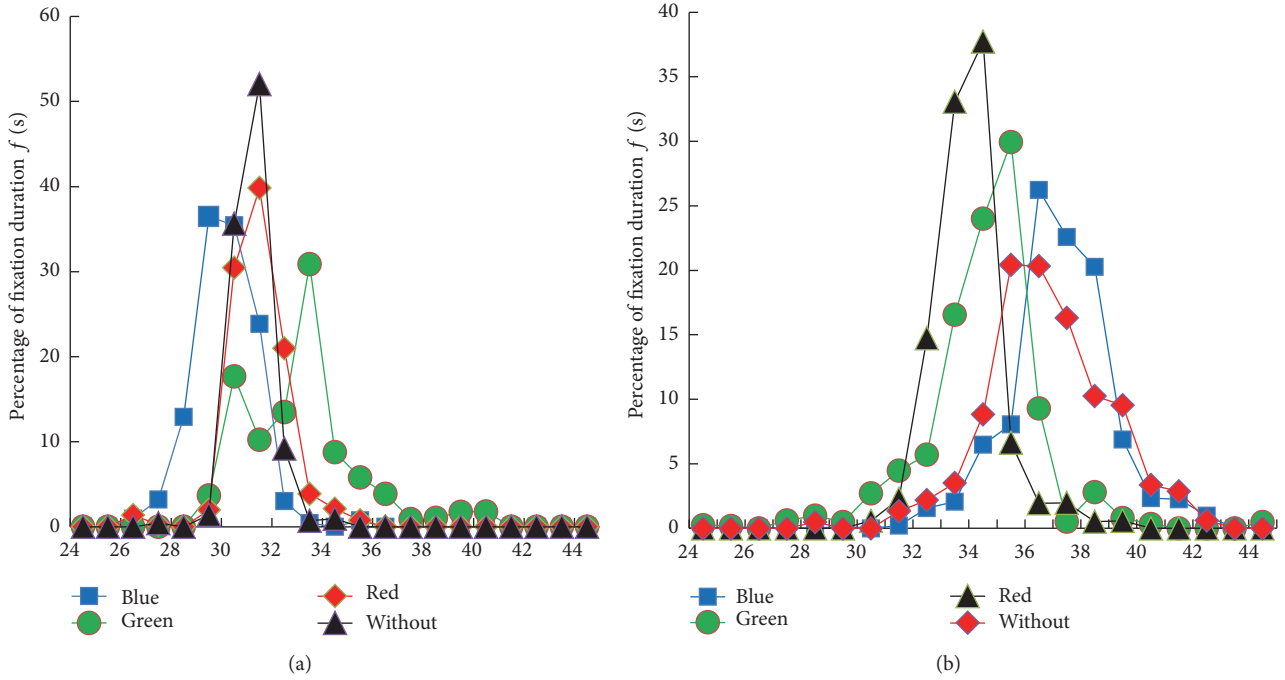 Percentage of fixation duration f (s)
60
50
40
30
20
10
0
24 26 28 30 32 34 36 38 40 42 44
Blue
Green
Red
Without
(a)
Percentage of fixation duration f (s)
40
35
30
25
20
15
10
5
0
24 26 28 30 32 34 36 38 40 42 44
Blue
Green
Red
Without
(b)